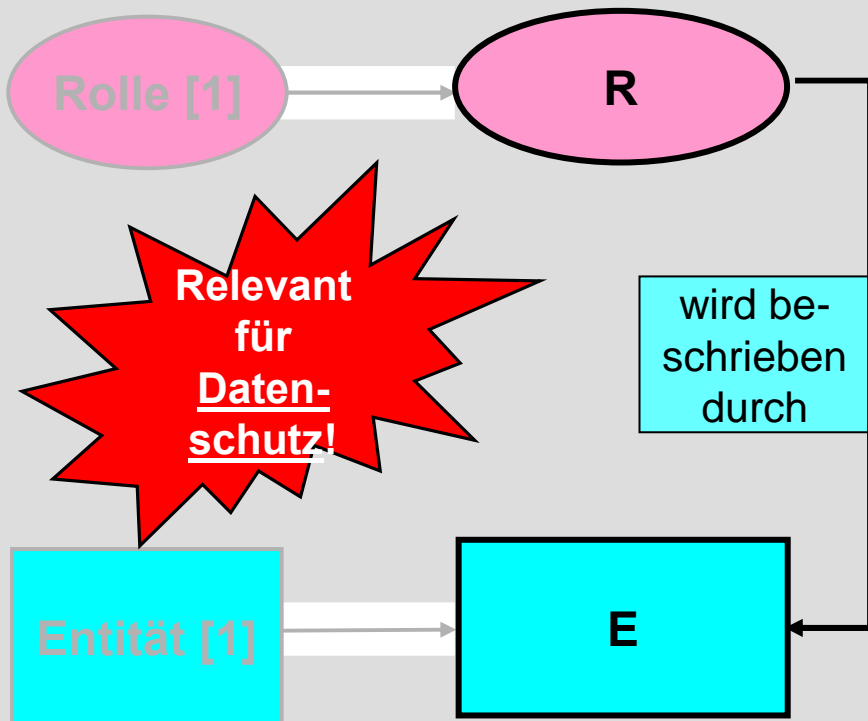 Rolle [1]
R
Relevant
für
Daten-
schutz!
wird be-
schrieben
durch
Entität [1]
E